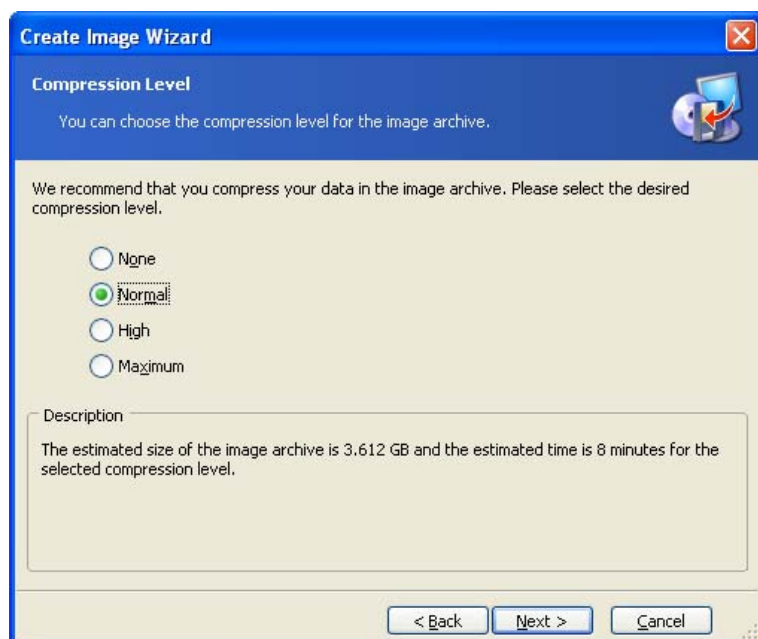 Create Image Wizard
Compression Level
You can choose the compression level for the image archive.
We recommend that you compress your data in the image archive. Please select the desired
compression level.
None
Normal
High
Maximum
Description
The estimated size of the image archive is 3.612 GB and the estimated time is 8 minutes for the
selected compression level.
< Back
Next >
Cancel